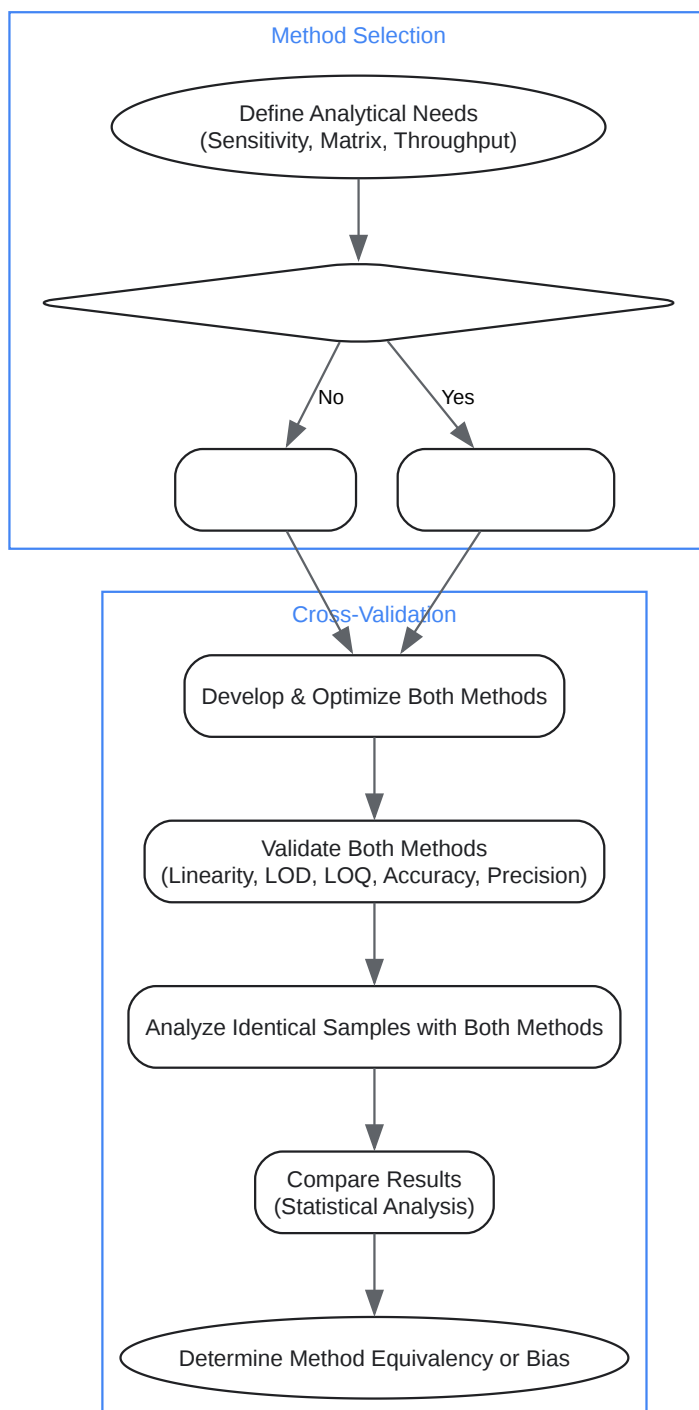 Method Selection
Define Analytical Needs
(Sensitivity, Matrix, Throughput)
No
Yes
Cross-Validation
Develop & Optimize Both Methods
Validate Both Methods
(Linearity, LOD, LOQ, Accuracy, Precision)
Analyze Identical Samples with Both Methods
Compare Results
(Statistical Analysis)
Determine Method Equivalency or Bias